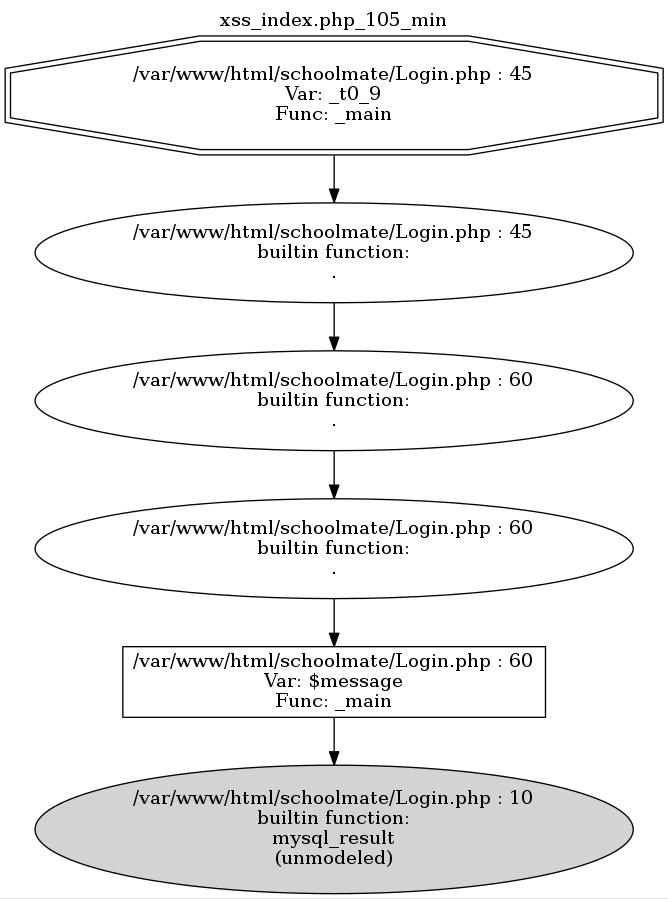 xss_index.php_105_min
/var/www/html/schoolmate/Login.php : 45
Var: _t0_9
Func: _main
/var/www/html/schoolmate/Login.php : 45
builtin function:
.
/var/www/html/schoolmate/Login.php : 60
builtin function:
.
/var/www/html/schoolmate/Login.php : 60
builtin function:
.
/var/www/html/schoolmate/Login.php : 60
Var: $message
Func: _main
/var/www/html/schoolmate/Login.php : 10
builtin function:
mysql_result
(unmodeled)